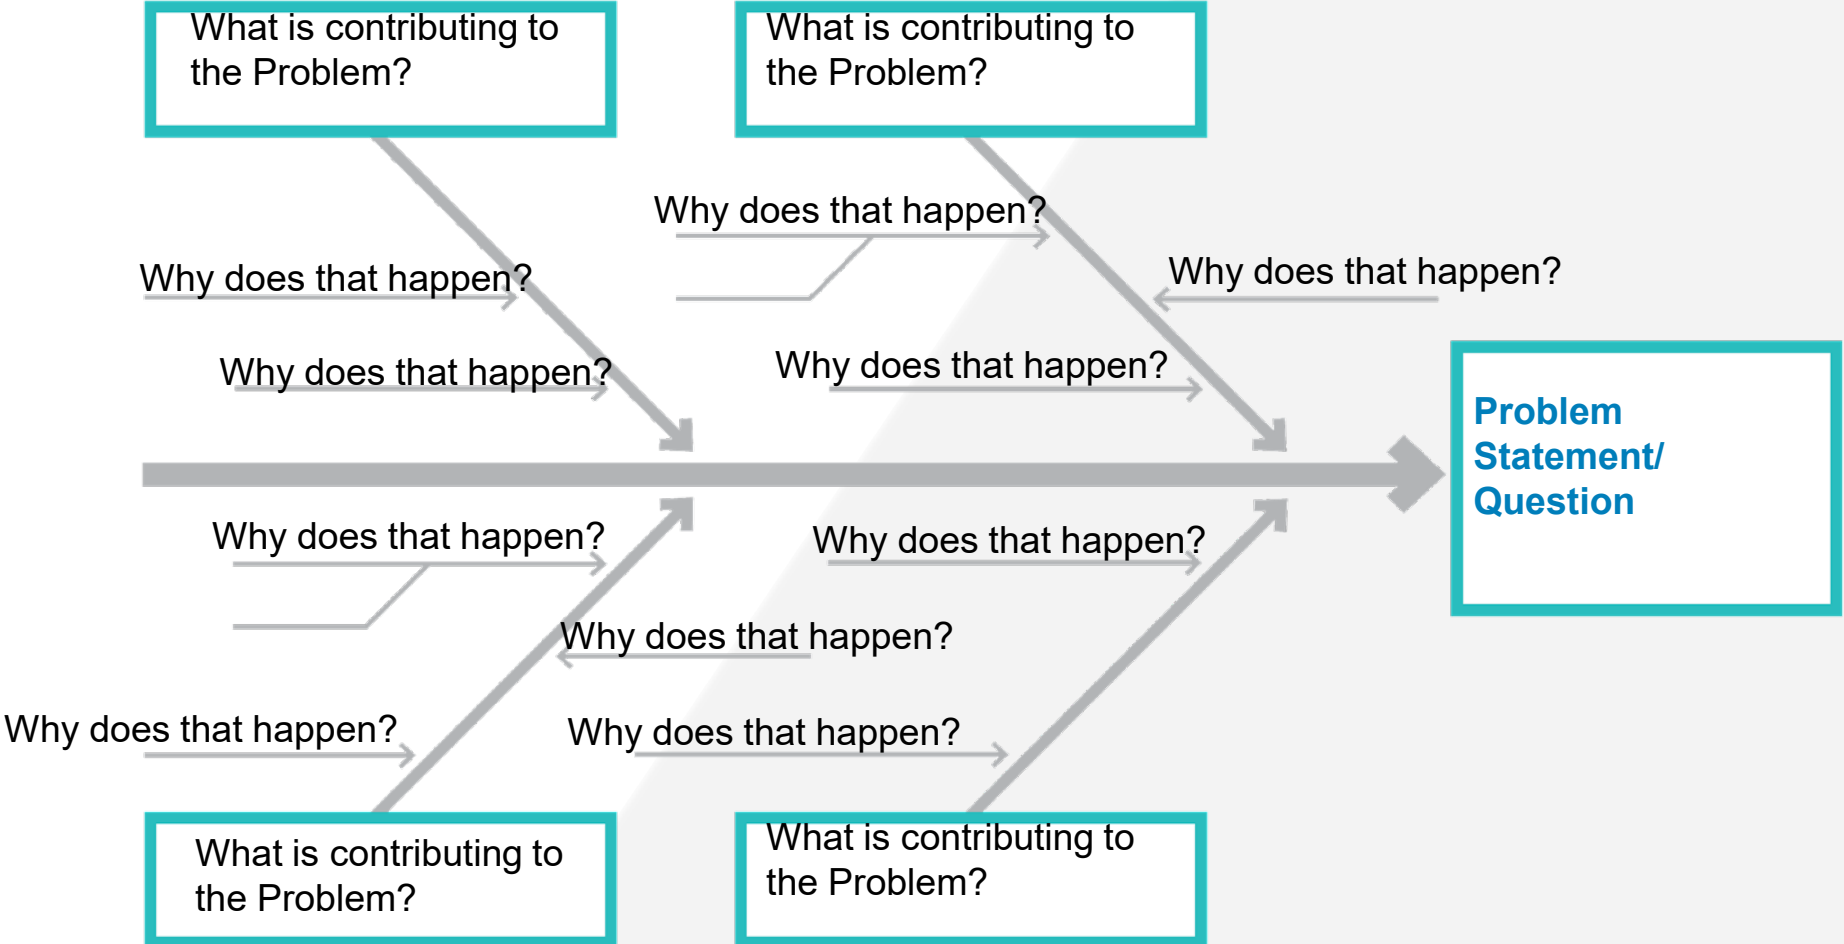 What is contributing to
the Problem?
What is contributing to
the Problem?
Why does that happen?
Why does that happen?
Why does that happen?
Why does that happen?
Why does that happen?
Problem
Statement/
Question
Why does that happen?
Why does that happen?
Why does that happen?
Why does that happen?
Why does that happen?
What is contributing to
the Problem?
What is contributing to
the Problem?